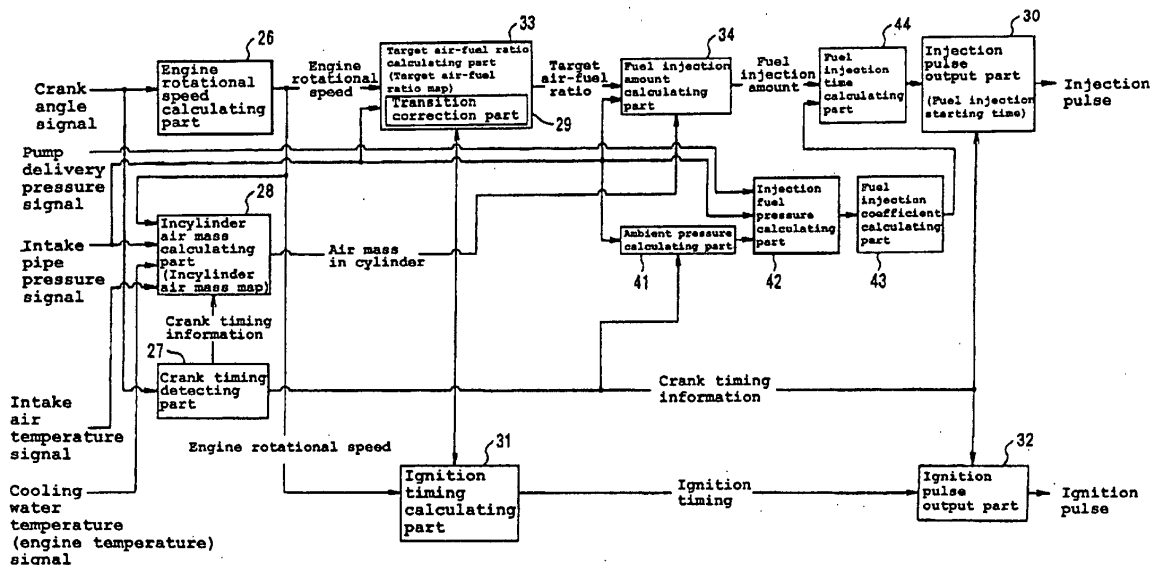 26
Engine
rotational
speed
calculating
part
Crank
angle
signal
Engine
rotational
speed
33
Target air-fuel ratio
calculating part
(Target air-fuel
ratio map)
Transition
correction part
29
Target
air-fuel
ratio
34
Fuel injection
amount
calculating
part
Fuel
injection
amount
44
Fuel
injection
time
calculating
part
30
Injection
pulse
output part
(Fuel injection
starting time)
Injection
pulse
Pump
delivery
pressure
signal
28
Incylinder
air mass
calculating
part
(Incylinder
air mass map)
Intake
pipe
pressure
signal
Air mass
in cylinder
Ambient pressure
calculating part
41
Injection
fuel
pressure
calculating
part
42
Fuel
injection
coefficient
calculating
part
43
Crank timing
information
27
Crank timing
detecting
part
Crank timing
information
Intake
air
temperature
signal
Engine rotational speed
31
Ignition
timing
calculating
part
Ignition
timing
32
Ignition
pulse
output part
Ignition
pulse
Cooling
water
temperature
(engine temperature)
signal